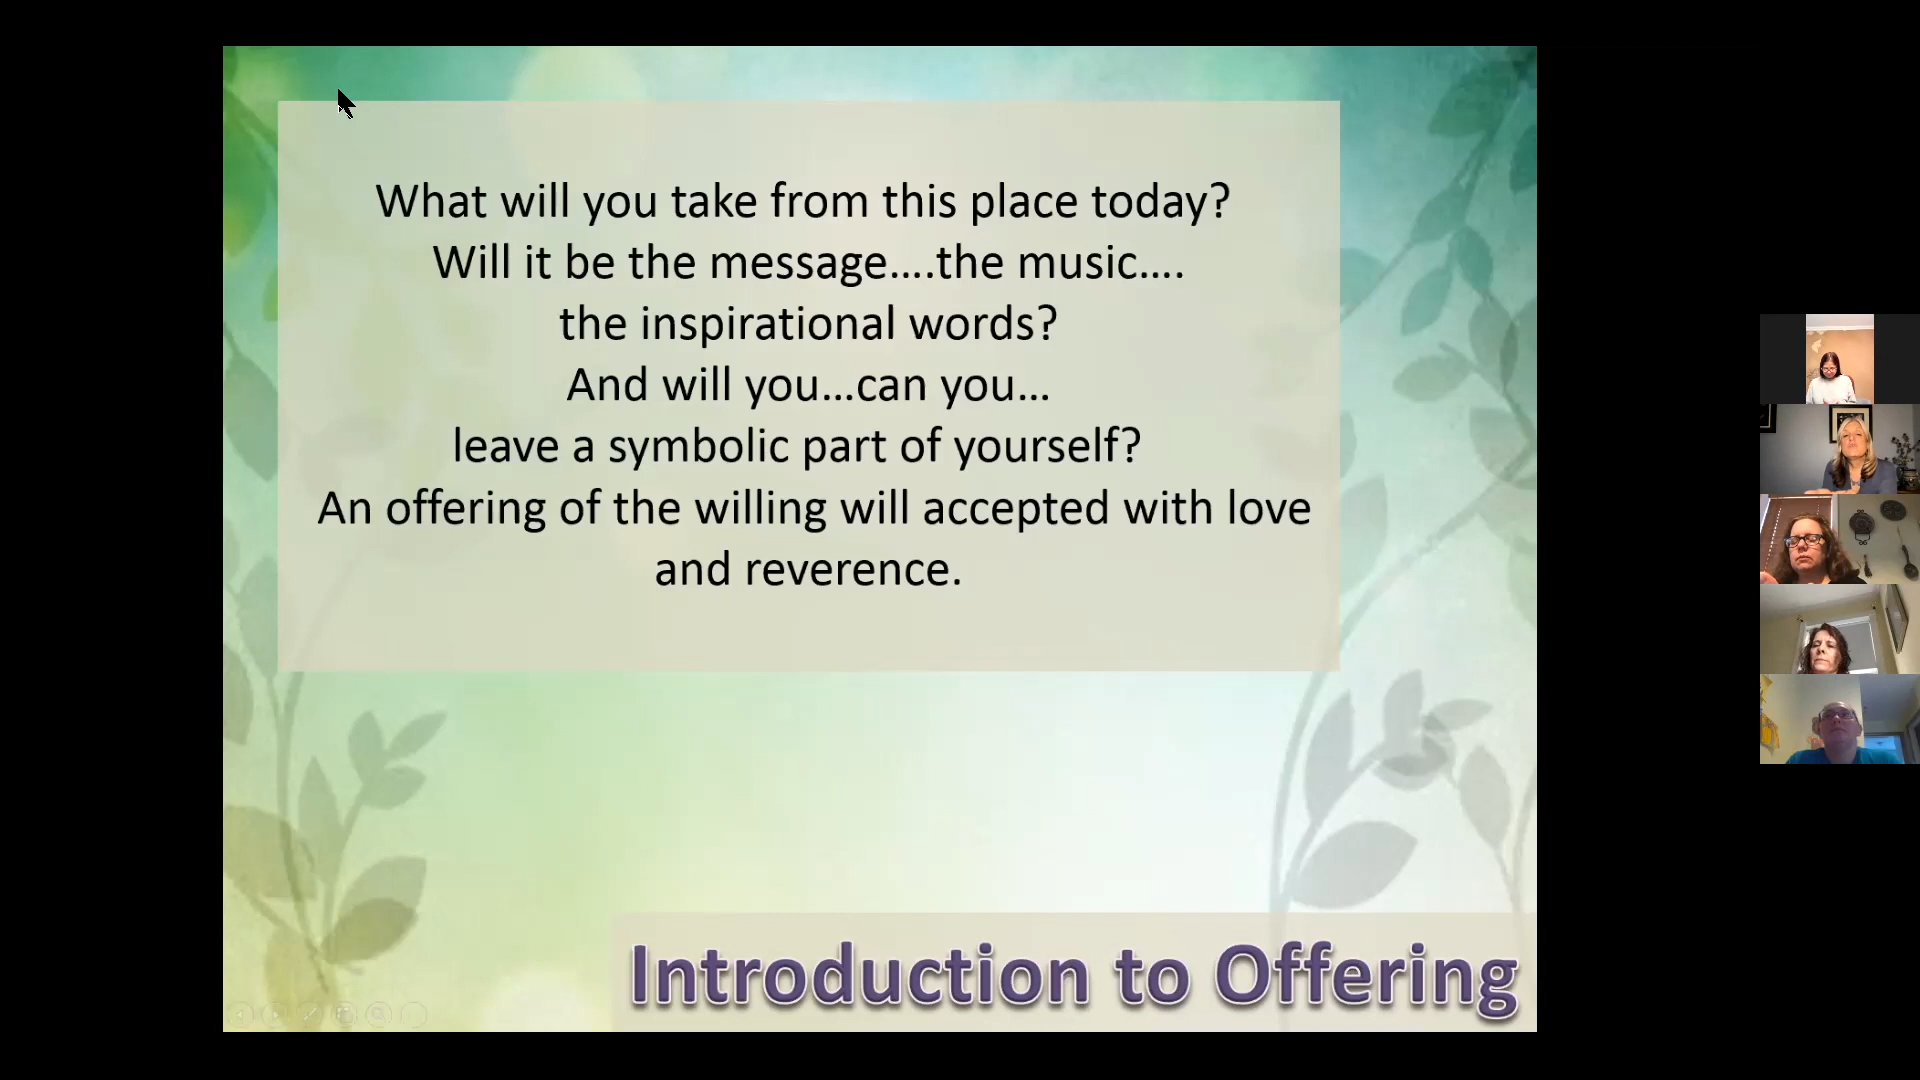 What will you take from this place today?
Will it be the message....the music....
the inspirational words?
And will you...can you...
leave a symbolic part of yourself?
An offering of the willing will accepted with love
and reverence.
Introduction to Offering